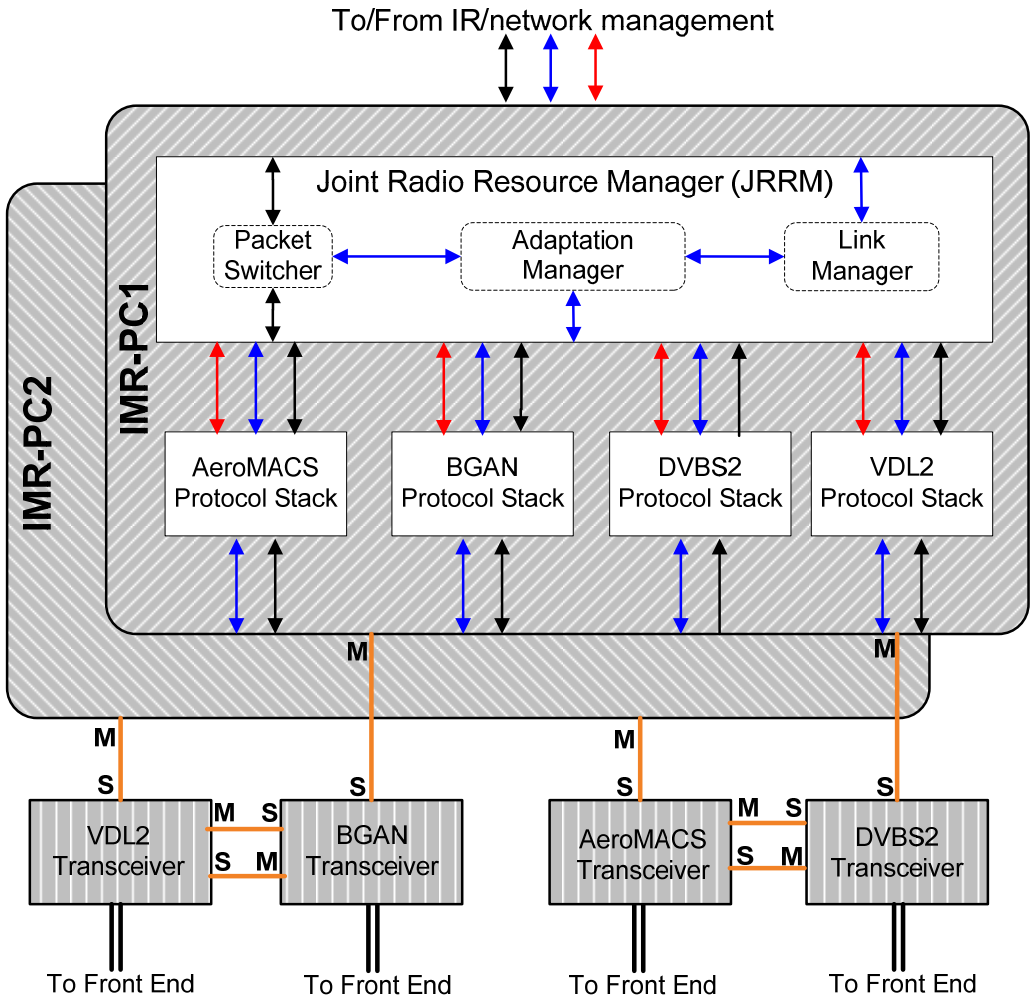 To/From IR/network management
Joint Radio Resource Manager (JRRM)
Packet
Switcher
Adaptation
Manager
Link
Manager
IMR-PC1
IMR-PC2
AeroMACS
Protocol Stack
BGAN
Protocol Stack
DVBS2
Protocol Stack
VDL2
Protocol Stack
M
M
M
M
S
S
S
S
VDL2
Transceiver
M
S
S
M
BGAN
Transceiver
AeroMACS
Transceiver
M
S
S
M
DVBS2
Transceiver
To Front End
To Front End
To Front End
To Front End